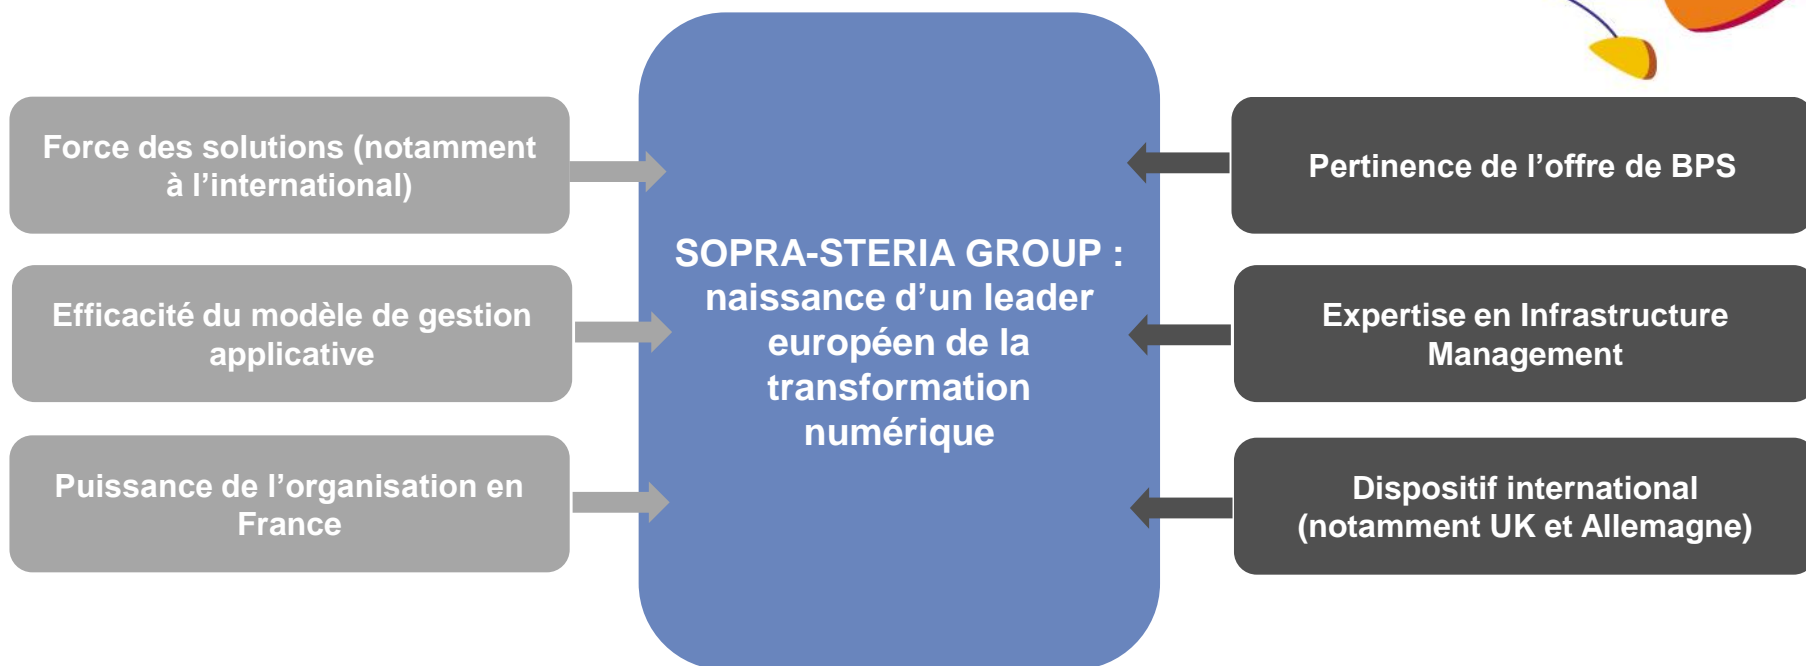 Force des solutions (notamment
à l’international)
Efficacité du modèle de gestion
applicative
Puissance de l’organisation en
France
SOPRA-STERIA GROUP :
naissance d’un leader
européen de la
transformation
numérique
Pertinence de l’offre de BPS
Expertise en Infrastructure
Management
Dispositif international
(notamment UK et Allemagne)